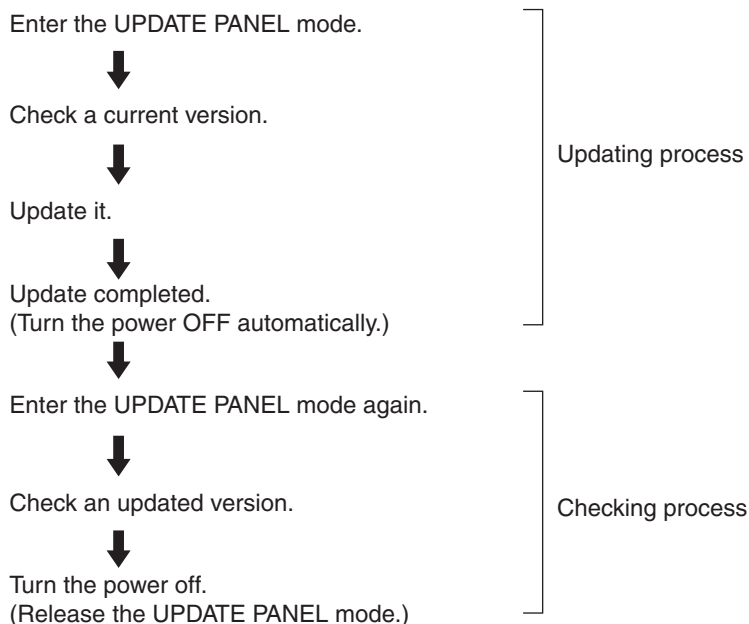 Enter the UPDATE PANEL mode.
Check a current version.
Updating process
Update it.
Update completed.
(Turn the power OFF automatically.)
Enter the UPDATE PANEL mode again.
Check an updated version.
Checking process
Turn the power off.
(Release the UPDATE PANEL mode.)